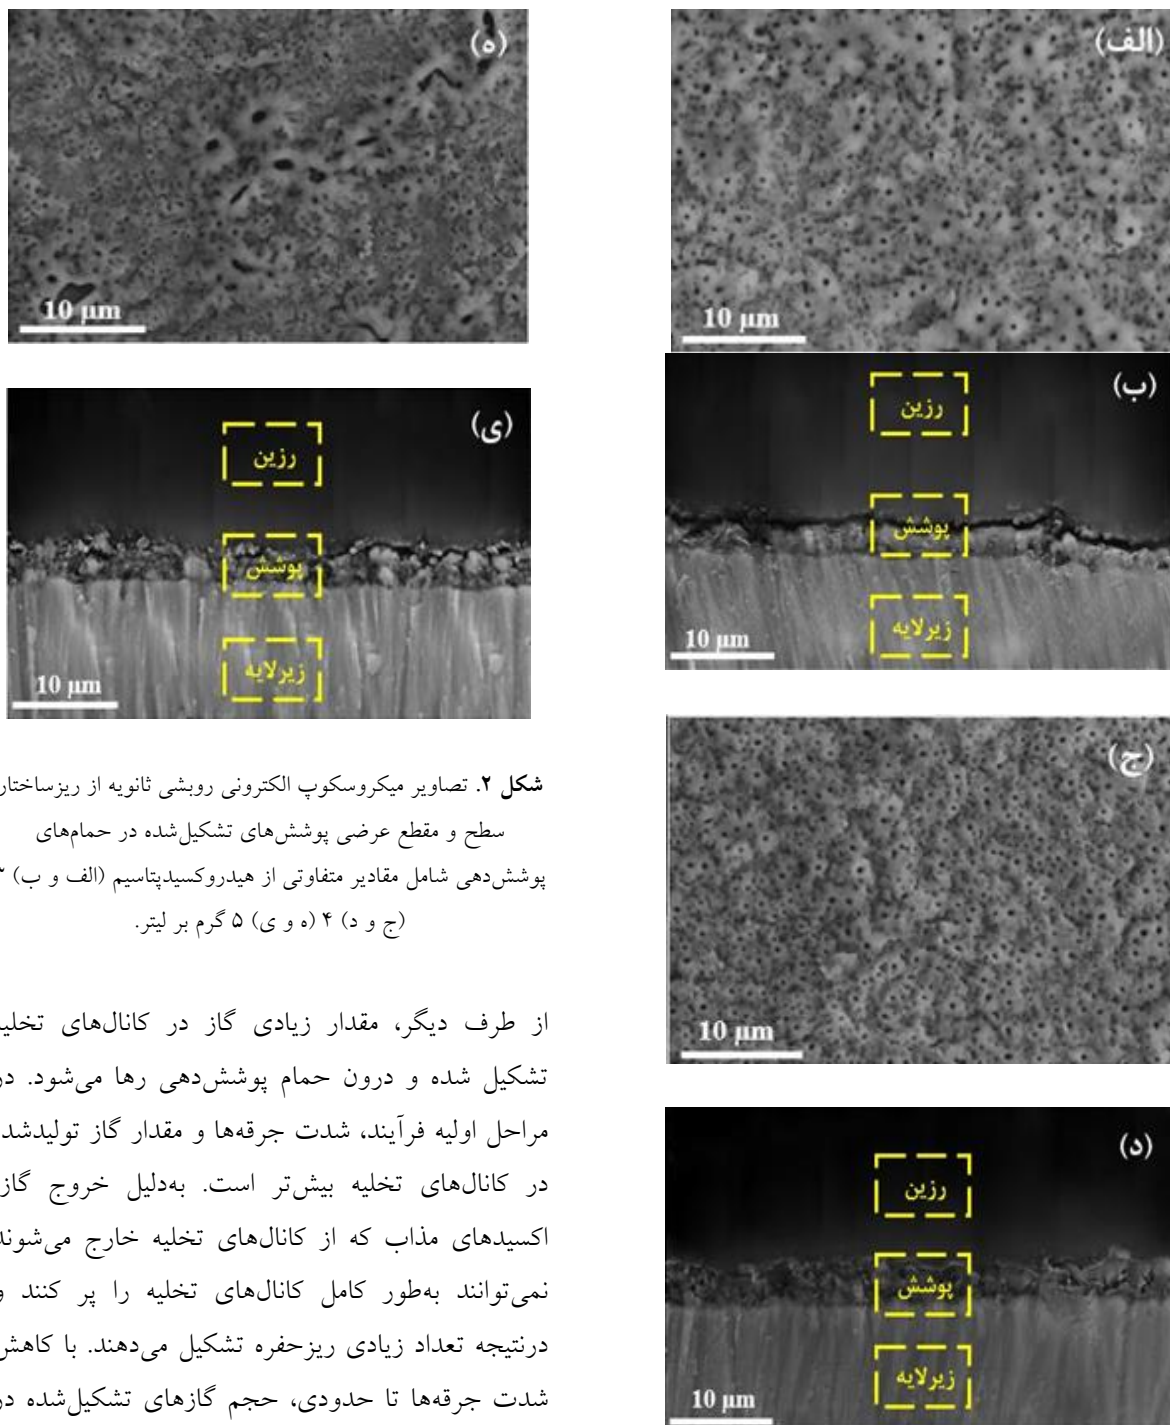 (الف)
10 µm
(ب)
رزین
پوشش
زیرلایه
10 µm
(ج)
10 µm
(د)
رزین
پوشش
زیرلایه
10 µm
(ه)
10 µm
(ی)
رزین
پوشش
زیرلایه
10 µm
شکل ۲. تصاویر میکروسکوپ الکترونی روبشی ثانویه از ریزساختار
سطح و مقطع عرضی پوشش‌های تشکیل‌شده در حمام‌های
پوشش‌دهی شامل مقادیر متفاوتی از هیدروکسیدپتاسیم (الف و ب) ۳
(ج و د) ۴ (ه و ی) ۵ گرم بر لیتر.
از طرف دیگر، مقدار زیادی گاز در کانال‌های تخلیه
تشکیل شده و درون حمام پوشش‌دهی رها می‌شود. در
مراحل اولیه فرآیند، شدت جرقه‌ها و مقدار گاز تولیدشد
در کانال‌های تخلیه بیش‌تر است. به‌دلیل خروج گاز
اکسیدهای مذاب که از کانال‌های تخلیه خارج می‌شوند
نمی‌توانند به‌طور کامل کانال‌های تخلیه را پر کنند و
درنتیجه تعداد زیادی ریزحفره تشکیل می‌دهند. با کاهش
شدت جرقه‌ها تا حدودی، حجم گازهای تشکیل‌شده در